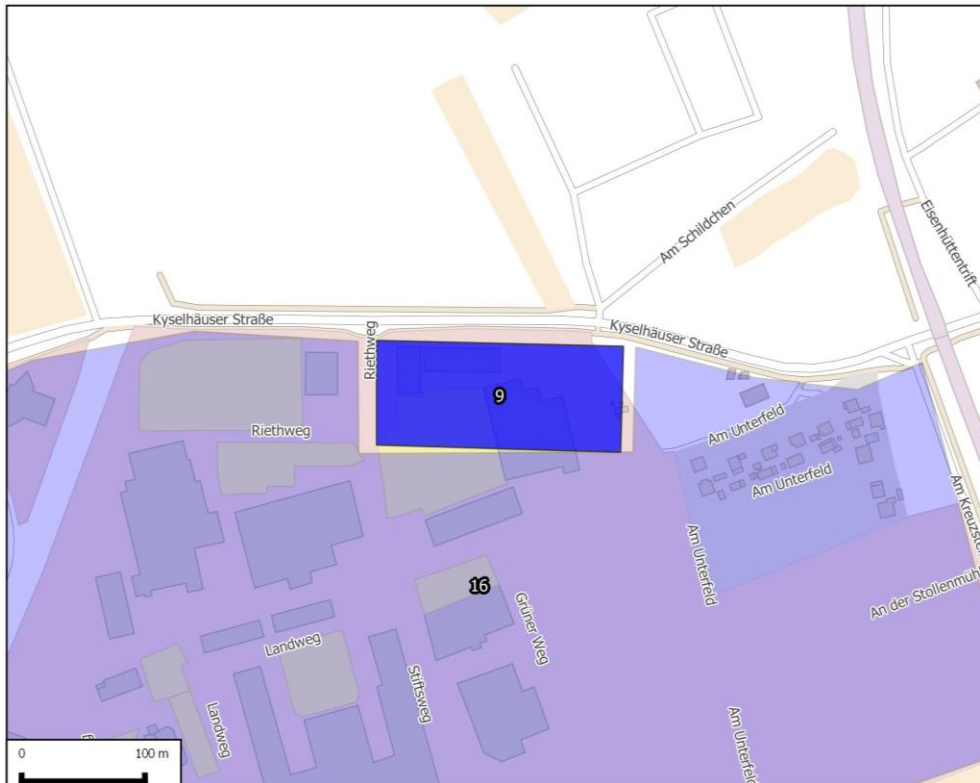 Am Schildchen
Eisenhüttentrift
Kyselhäuser Straße
Kyselhäuser Straße
Riethweg
9
Riethweg
Am Unterfeld
Am Unterfeld
Am Kreuzste
Am Unterfeld
16
Grüner Weg
An der Stollenmüh
Landweg
Stiftsweg
Landweg
Am Unterfeld
0 100 m